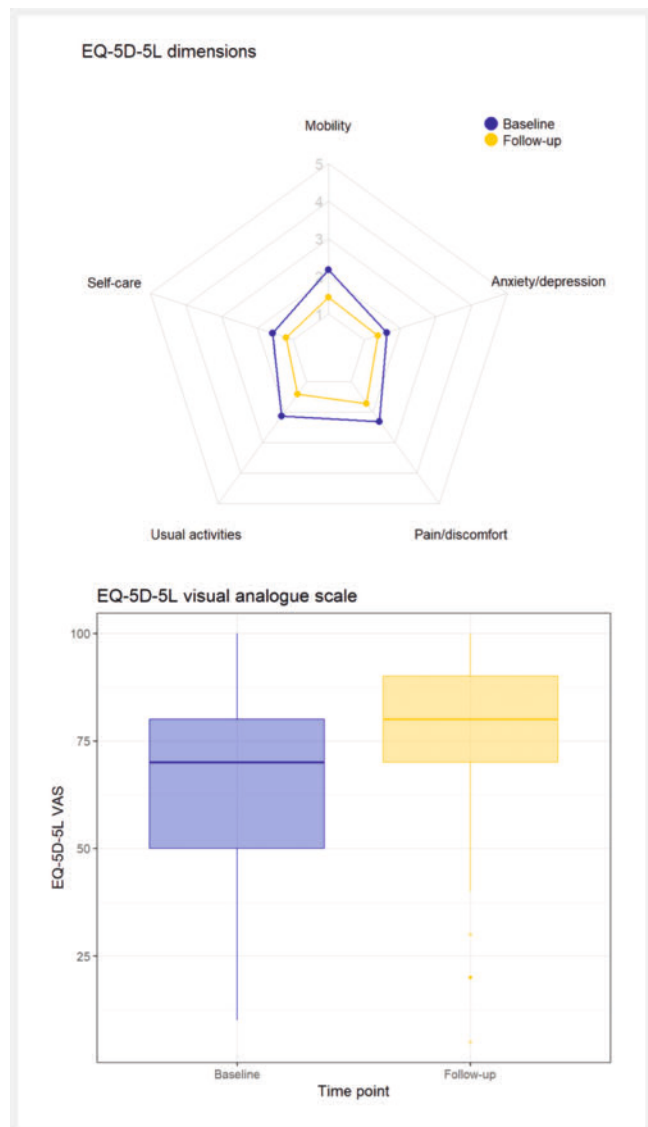 EQ-5D-5L dimensions
Baseline
Follow-up
Mobility
5
4
3
2
1
Self-care
Anxiety/depression
Usual activities
Pain/discomfort
EQ-5D-5L visual analogue scale
100
75
50
25
EQ-5D-5L VAS
Baseline
Follow-up
Time point